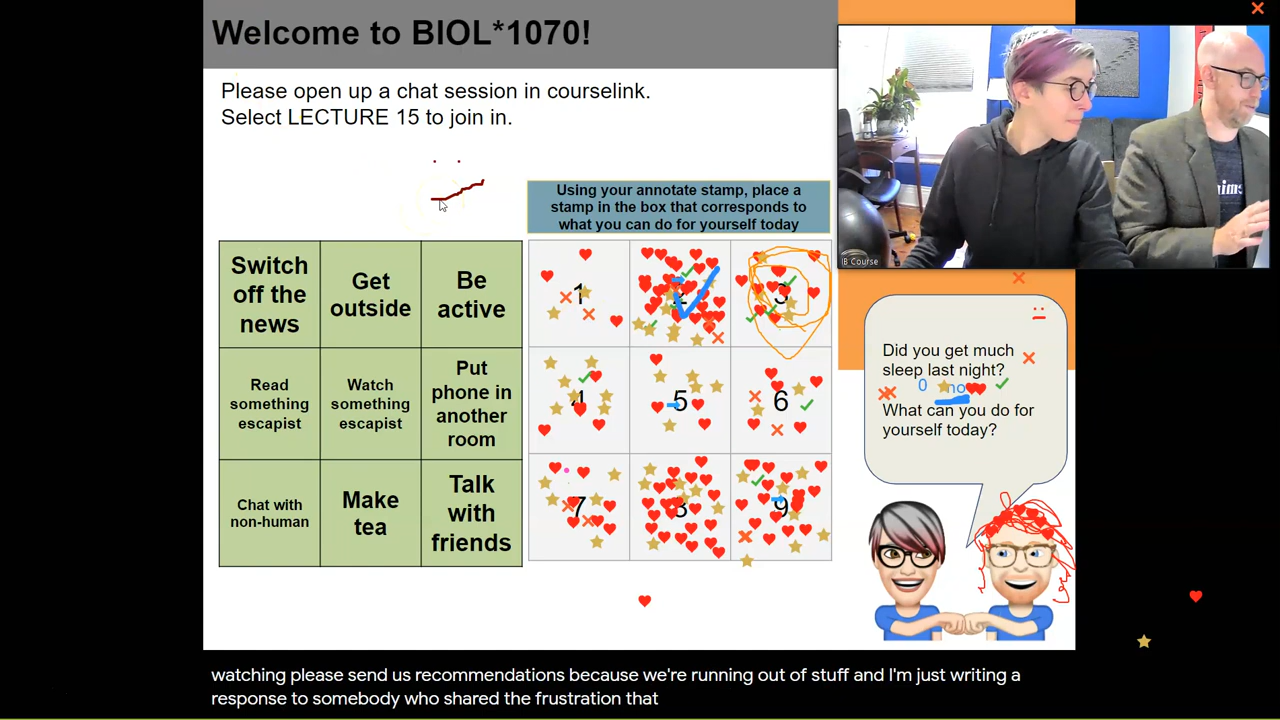 Welcome to BIOL*1070!
Please open up a chat session in courselink.
Select LECTURE 15 to join in.
Using your annotate stamp, place a
stamp in the box that corresponds to
what you can do for yourself today
Switch
off the
news
Get
outside
Be
active
Read
something
escapist
Watch
something
escapist
Put
phone in
another
room
Chat with
non-human
Make
tea
Talk
with
friends
1
2
3
4
5
6
7
8
9
IB Course
Did you get much
sleep last night?
0 no
What can you do for
yourself today?
watching please send us recommendations because we're running out of stuff and I'm just writing a
response to somebody who shared the frustration that